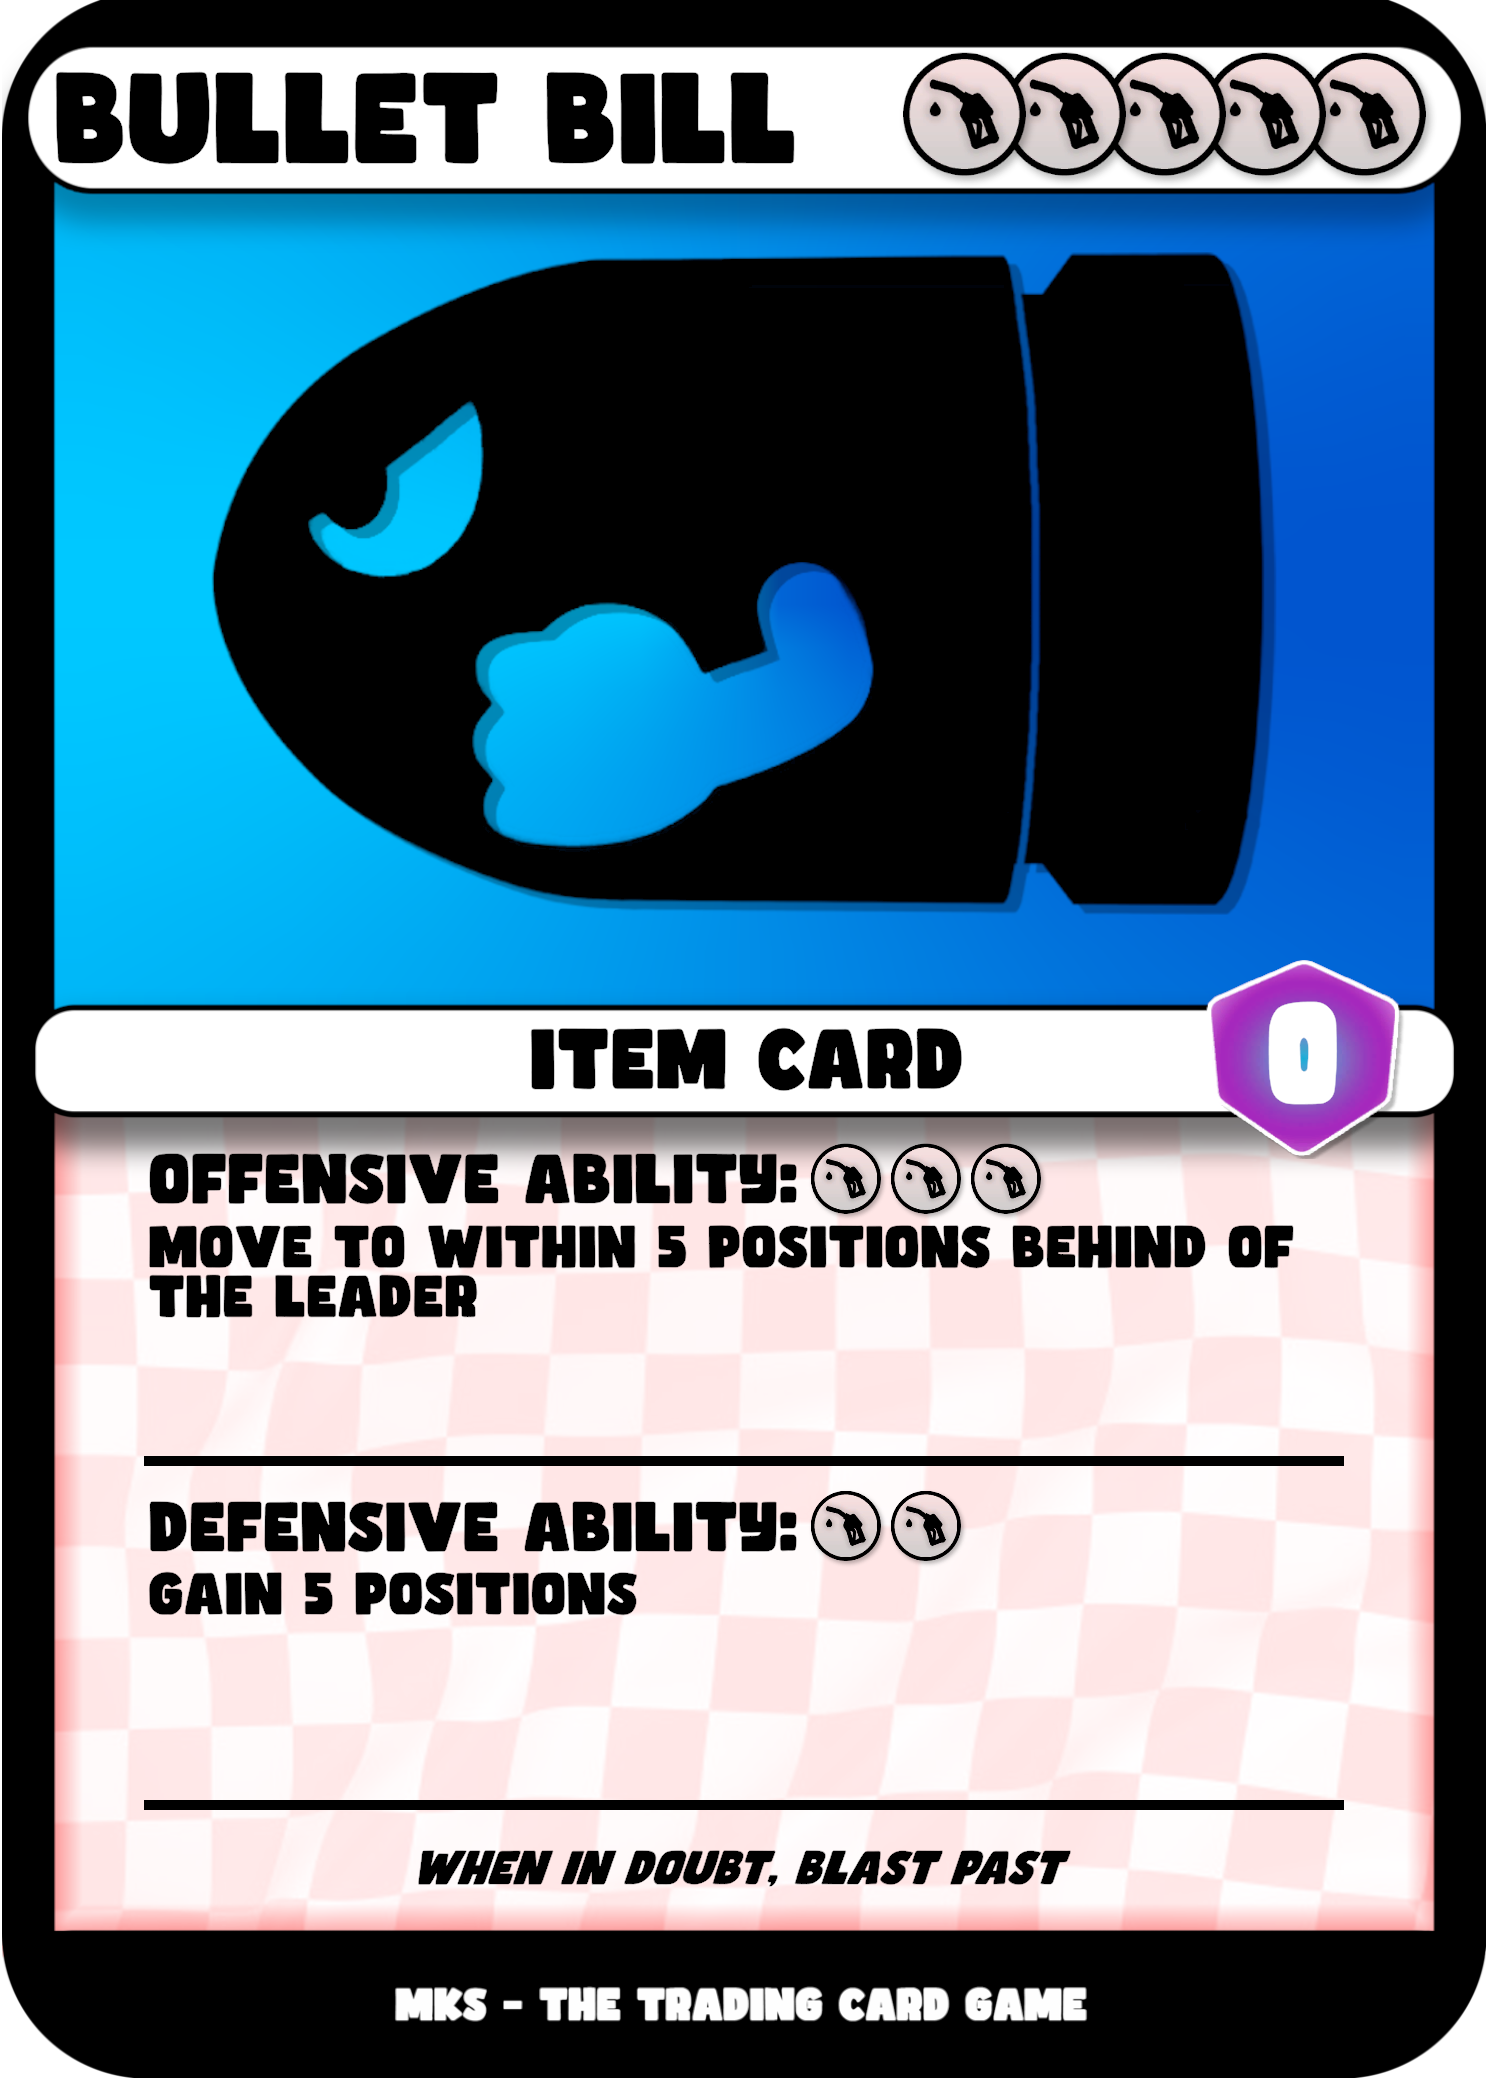 BULLET BILL
ITEM CARD
0
OFFENSIVE ABILITY:
MOVE TO WITHIN 5 POSITIONS BEHIND OF
THE LEADER
DEFENSIVE ABILITY:
GAIN 5 POSITIONS
WHEN IN DOUBT, BLAST PAST
MKS - THE TRADING CARD GAME